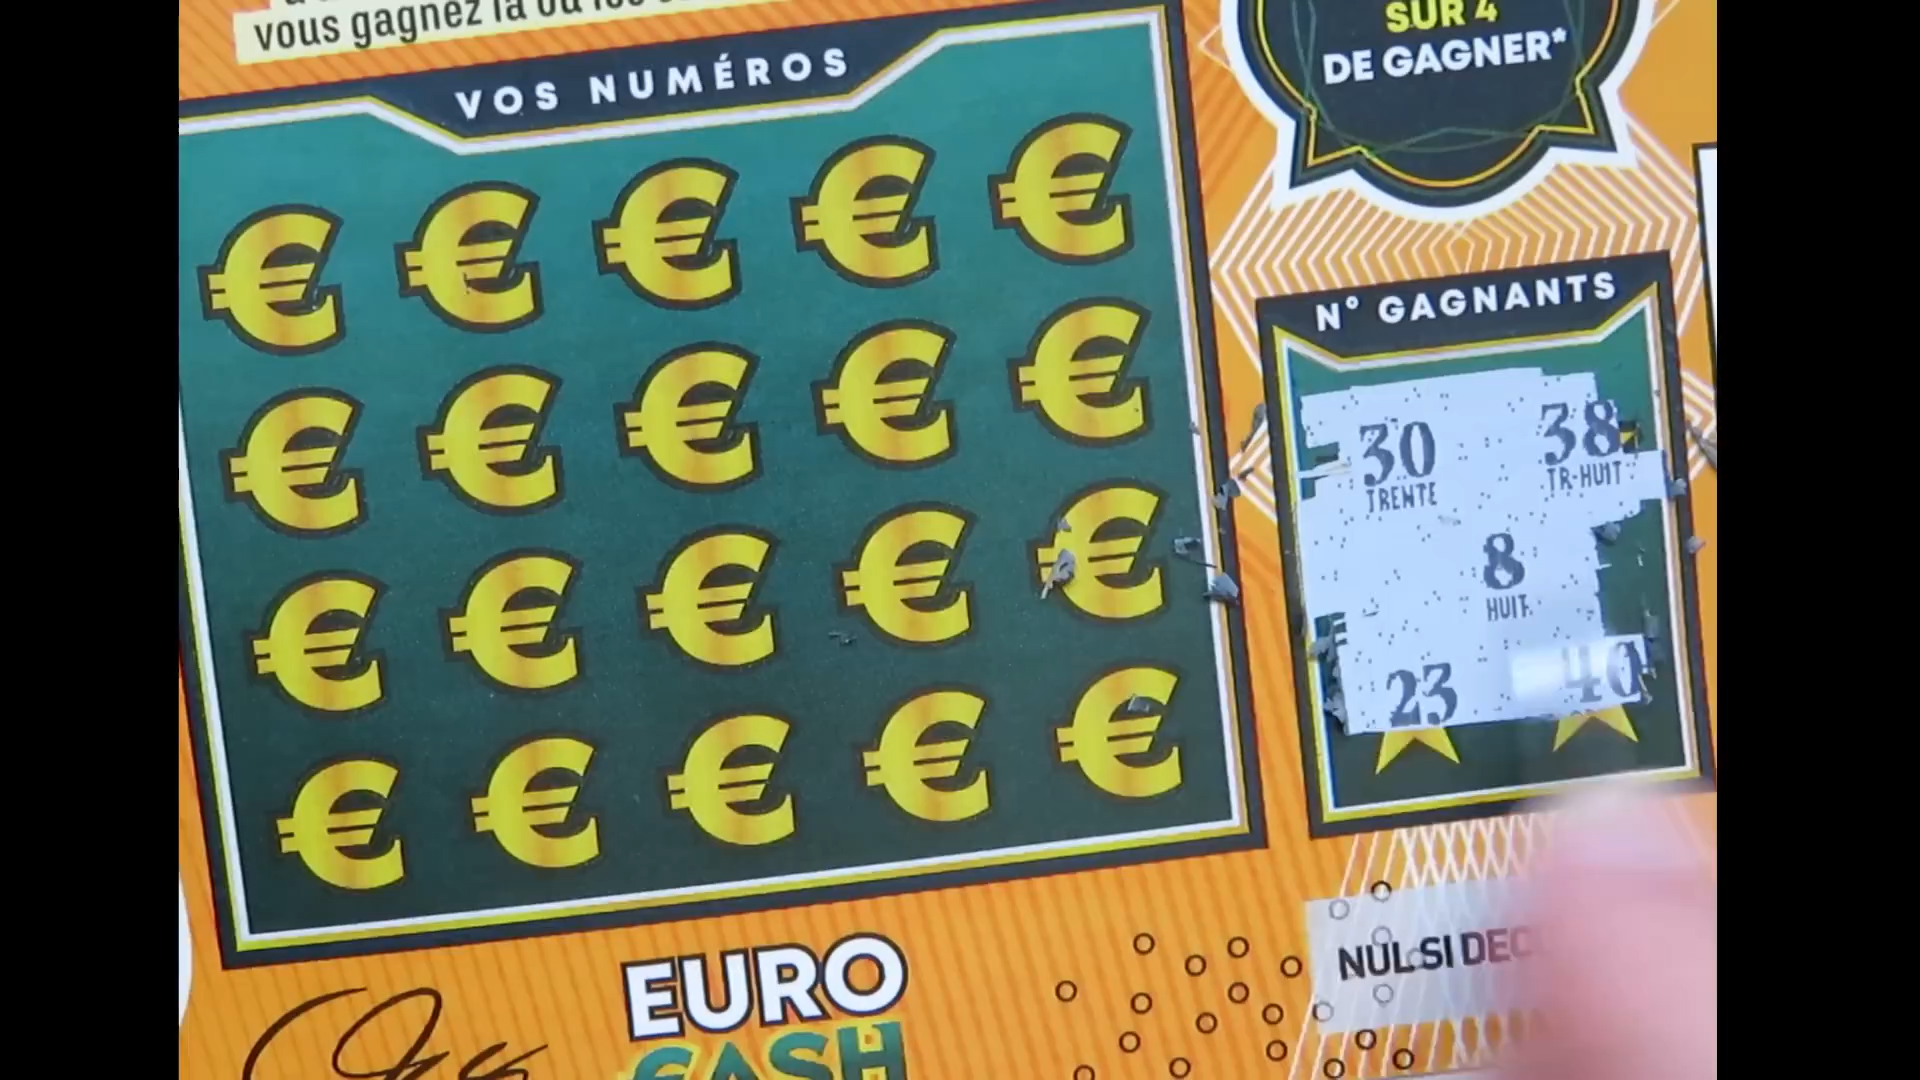 vous gagnez là où les
SUR 4
DE GAGNER*
VOS NUMÉROS
N° GAGNANTS
30 38
TRENTE TR-HUIT
8
HUIT
23 40
EURO
CASH
NUL SI